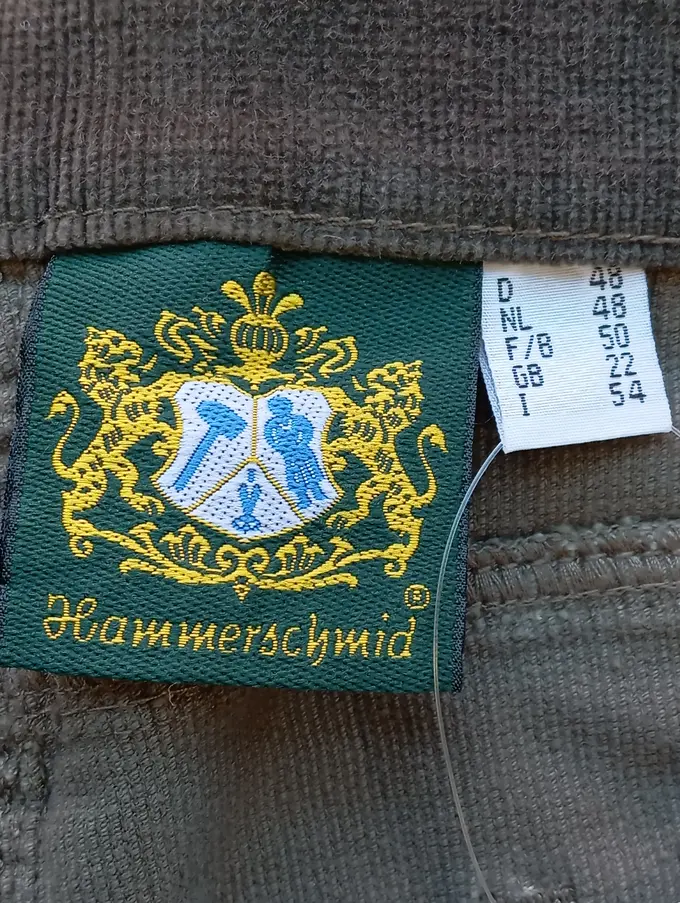 D 48
NL 48
F/B 50
GB 22
I 54
Hammerschmid®